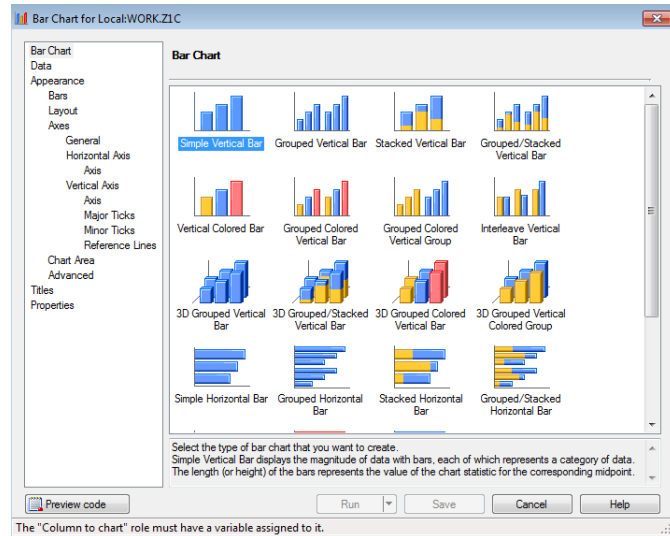 Bar Chart for Local:WORK.Z1C
Bar Chart
Data
Appearance
Bars
Layout
Axes
General
Horizontal Axis
Axis
Vertical Axis
Axis
Major Ticks
Minor Ticks
Reference Lines
Chart Area
Advanced
Titles
Properties
Bar Chart
Simple Vertical Bar
Grouped Vertical Bar
Stacked Vertical Bar
Grouped/Stacked
Vertical Bar
Vertical Colored Bar
Grouped Colored
Vertical Bar
Grouped Colored
Vertical Group
Interleave Vertical
Bar
3D Grouped Vertical
Bar
3D Grouped/Stacked
Vertical Bar
3D Grouped Colored
Vertical Bar
3D Grouped Vertical
Colored Group
Simple Horizontal Bar
Grouped Horizontal
Bar
Stacked Horizontal
Bar
Grouped/Stacked
Horizontal Bar
Select the type of bar chart that you want to create.
Simple Vertical Bar displays the magnitude of data with bars, each of which represents a category of data.
The length (or height) of the bars represents the value of the chart statistic for the corresponding midpoint.
Preview code
Run
Save
Cancel
Help
The "Column to chart" role must have a variable assigned to it.